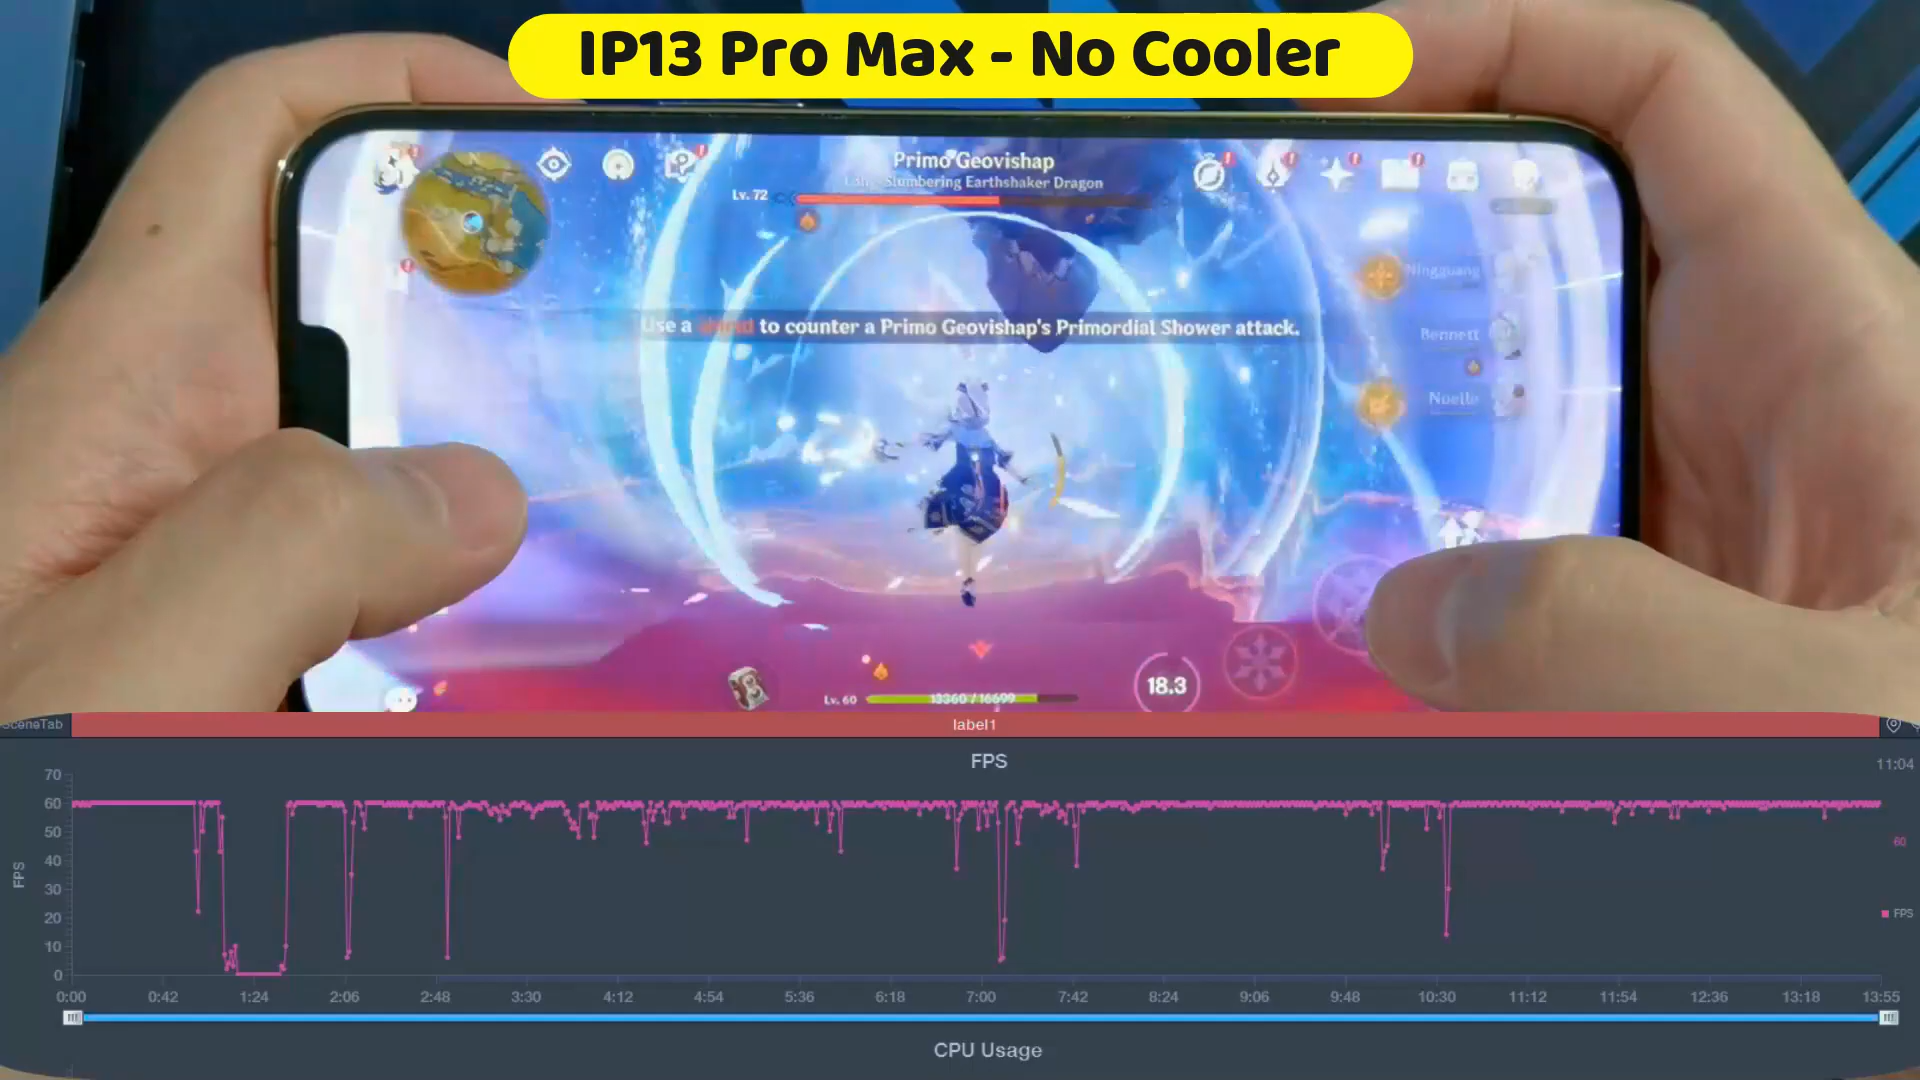 IP13 Pro Max - No Cooler
Primo Geovishap
Slumbering Earthshaker Dragon
Lv. 72
Ningguang
Use a shield to counter a Primo Geovishap's Primordial Shower attack.
Bennett
Noelle
18.3
Lv. 60
13360 / 16699
SceneTab
label1
FPS
11:04
70
60
50
40
30
20
10
0
FPS
60
FPS
0:00 0:42 1:24 2:06 2:48 3:30 4:12 4:54 5:36 6:18 7:00 7:42 8:24 9:06 9:48 10:30 11:12 11:54 12:36 13:18 13:55
CPU Usage